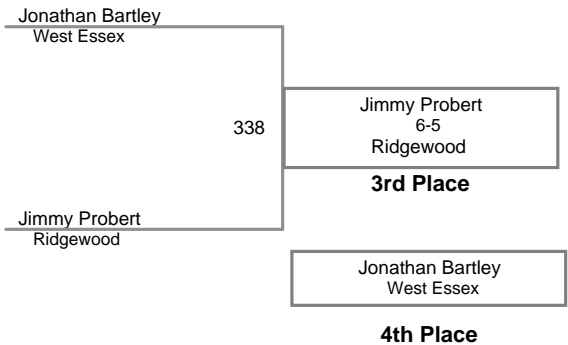 Jonathan Bartley
West Essex
338
Jimmy Probert
6-5
Ridgewood
3rd Place
Jimmy Probert
Ridgewood
Jonathan Bartley
West Essex
4th Place